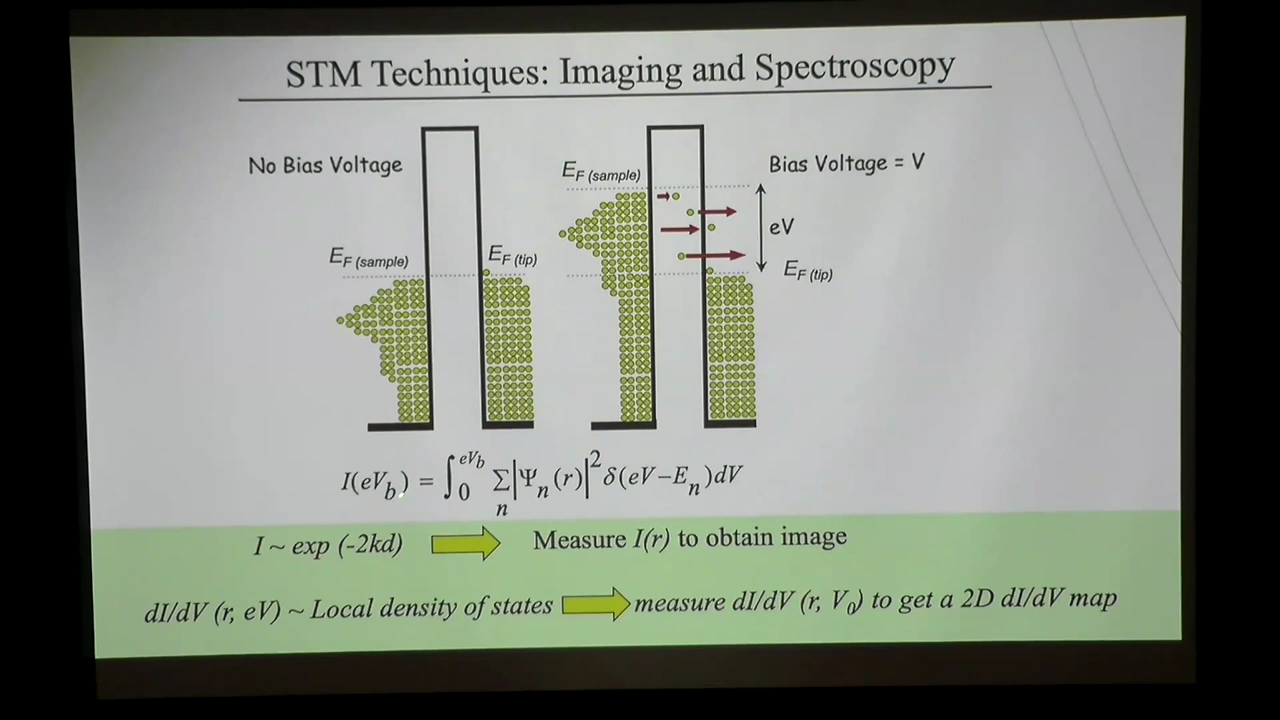 STM Techniques: Imaging and Spectroscopy
No Bias Voltage
E_F (sample)
E_F (tip)
E_F (sample)
Bias Voltage = V
eV
E_F (tip)
I(eV_b) = ∫_0^{eV_b} Σ_n |Ψ_n(r)|^2 δ(eV−E_n)dV
I ~ exp (-2kd)
Measure I(r) to obtain image
dI/dV (r, eV) ~ Local density of states
measure dI/dV (r, V_0) to get a 2D dI/dV map